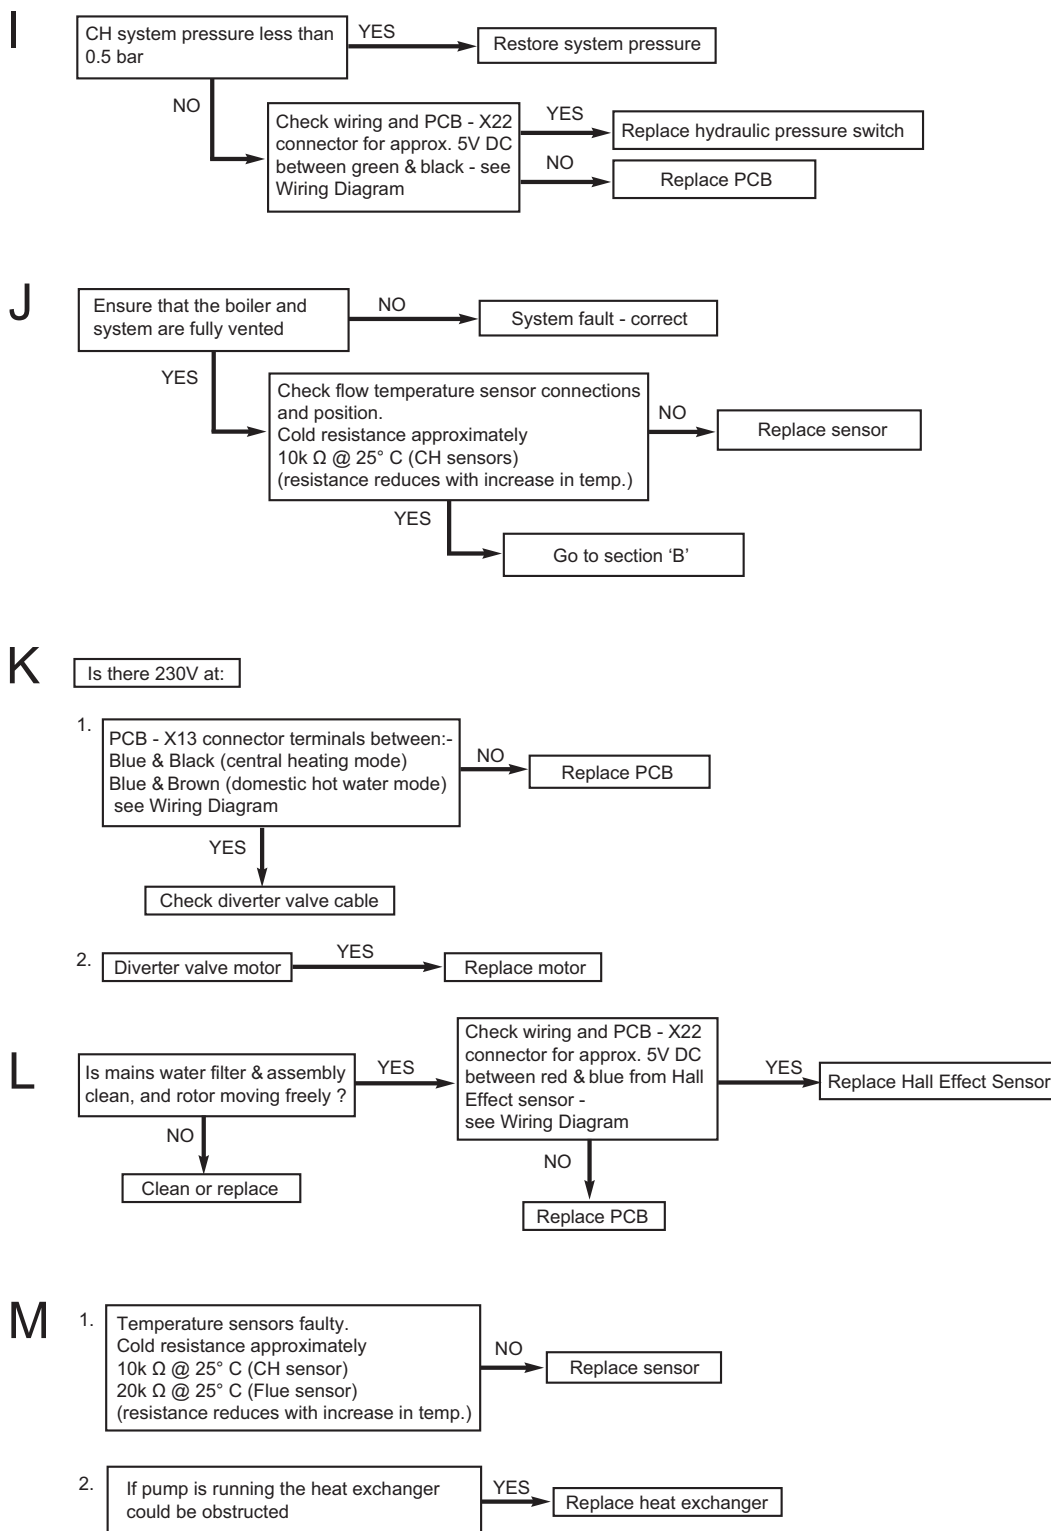 I
CH system pressure less than
0.5 bar
YES
Restore system pressure
NO
Check wiring and PCB - X22
connector for approx. 5V DC
between green & black - see
Wiring Diagram
YES
Replace hydraulic pressure switch
NO
Replace PCB
J
Ensure that the boiler and
system are fully vented
NO
System fault - correct
YES
Check flow temperature sensor connections
and position.
Cold resistance approximately
10k Ω @ 25° C (CH sensors)
(resistance reduces with increase in temp.)
NO
Replace sensor
YES
Go to section ‘B’
K
Is there 230V at:
1.
PCB - X13 connector terminals between:-
Blue & Black (central heating mode)
Blue & Brown (domestic hot water mode)
see Wiring Diagram
NO
Replace PCB
YES
Check diverter valve cable
2.
Diverter valve motor
YES
Replace motor
L
Is mains water filter & assembly
clean, and rotor moving freely ?
YES
Check wiring and PCB - X22
connector for approx. 5V DC
between red & blue from Hall
Effect sensor -
see Wiring Diagram
YES
Replace Hall Effect Sensor
NO
Clean or replace
NO
Replace PCB
M
1.
Temperature sensors faulty.
Cold resistance approximately
10k Ω @ 25° C (CH sensor)
20k Ω @ 25° C (Flue sensor)
(resistance reduces with increase in temp.)
NO
Replace sensor
2.
If pump is running the heat exchanger
could be obstructed
YES
Replace heat exchanger